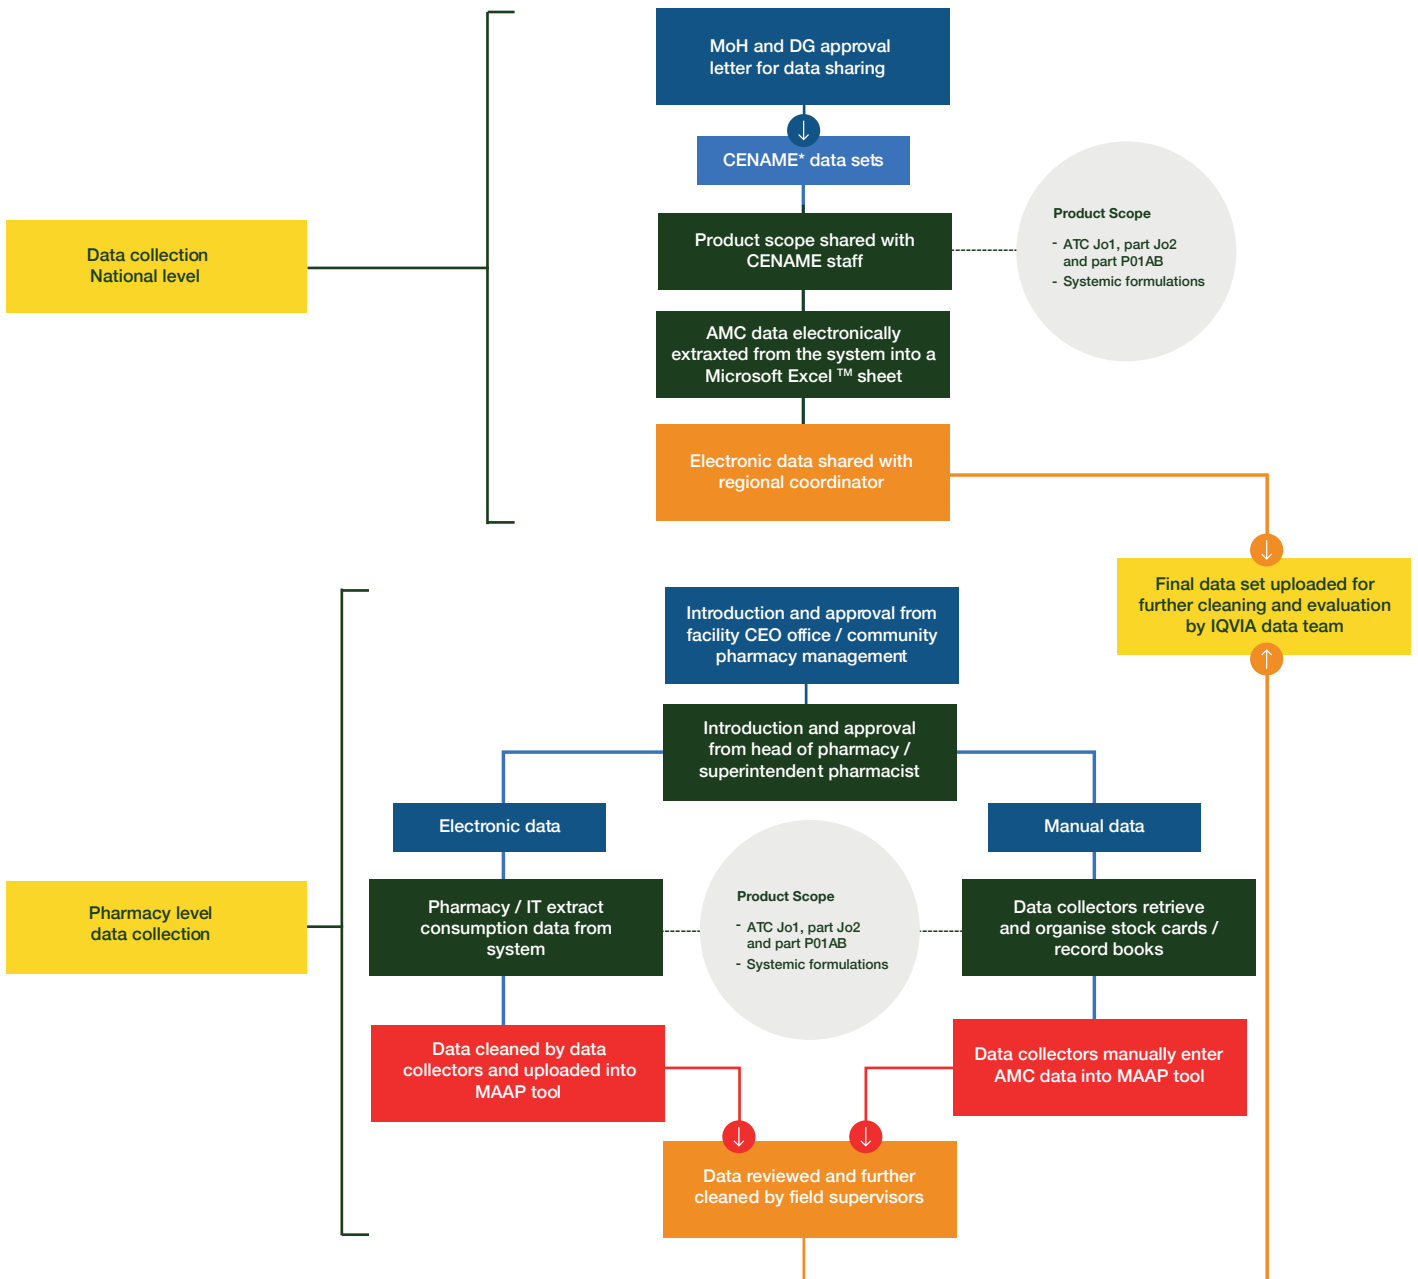 MoH and DG approval
letter for data sharing
CENAME* data sets
Data collection
National level
Product scope shared with
CENAME staff
Product Scope
- ATC Jo1, part Jo2
and part P01AB
- Systemic formulations
AMC data electronically
extraxted from the system into a
Microsoft Excel ™ sheet
Electronic data shared with
regional coordinator
Final data set uploaded for
further cleaning and evaluation
by IQVIA data team
Introduction and approval from
facility CEO office / community
pharmacy management
Introduction and approval
from head of pharmacy /
superintendent pharmacist
Electronic data
Manual data
Pharmacy level
data collection
Pharmacy / IT extract
consumption data from
system
Product Scope
- ATC Jo1, part Jo2
and part P01AB
- Systemic formulations
Data collectors retrieve
and organise stock cards /
record books
Data cleaned by data
collectors and uploaded into
MAAP tool
Data collectors manually enter
AMC data into MAAP tool
Data reviewed and further
cleaned by field supervisors